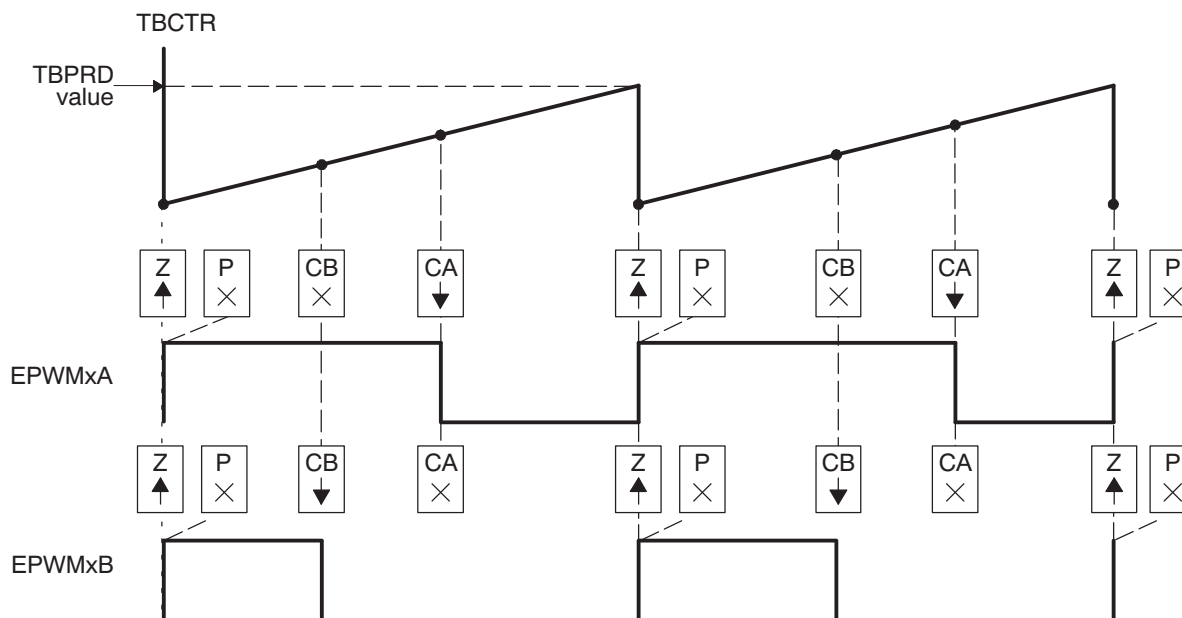 TBCTR
TBPRD
value
Z P CB CA Z P CB CA Z P
EPWMxA
Z P CB CA Z P CB CA Z P
EPWMxB